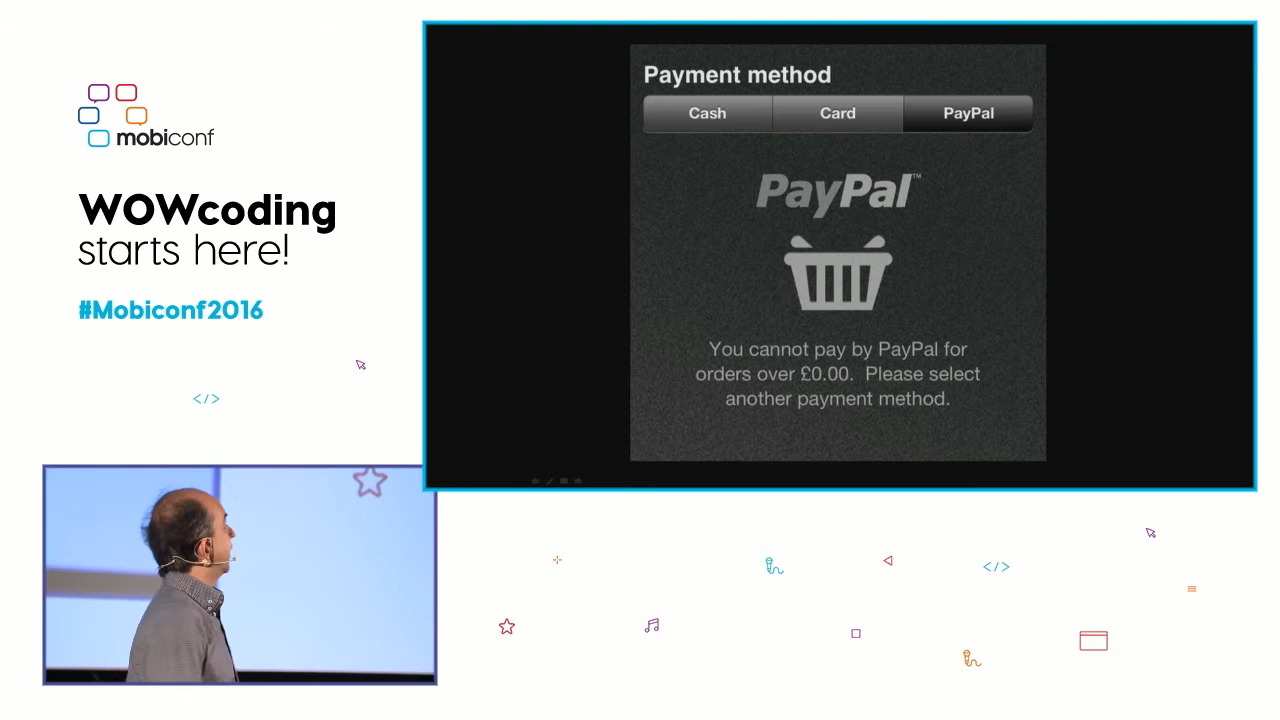 mobiconf
WOWcoding
starts here!
#Mobiconf2016
</>
Payment method
Cash
Card
PayPal
PayPal™
You cannot pay by PayPal for
orders over £0.00. Please select
another payment method.
</>